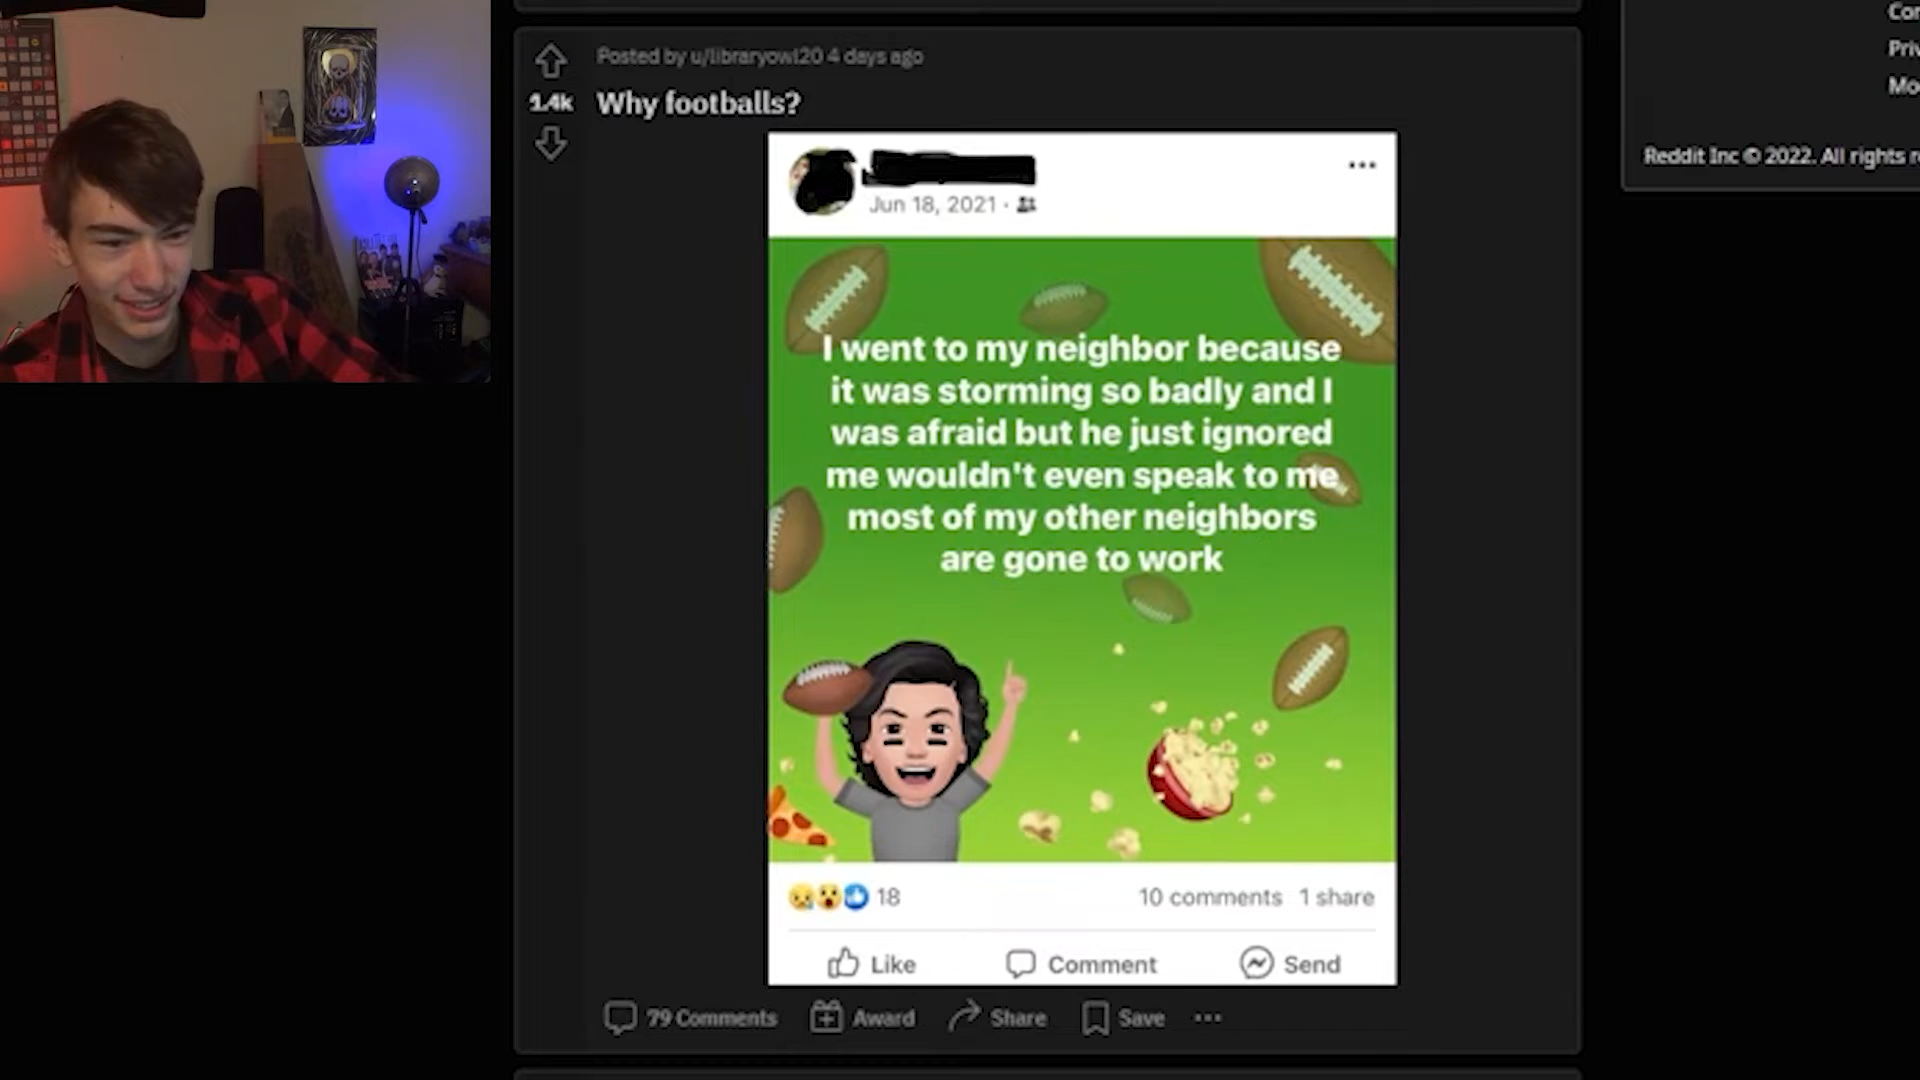 Posted by u/libraryowl20 4 days ago
1.4k
Why footballs?
Jun 18, 2021 ·
I went to my neighbor because
it was storming so badly and I
was afraid but he just ignored
me wouldn't even speak to me
most of my other neighbors
are gone to work
18
10 comments 1 share
Like
Comment
Send
79 Comments
Award
Share
Save
Reddit Inc © 2022. All rights